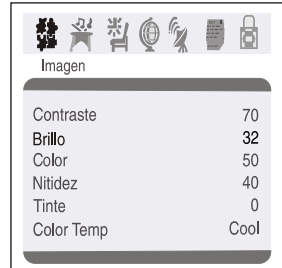 Imagen
Contraste 70
Brillo 32
Color 50
Nitidez 40
Tinte 0
Color Temp Cool